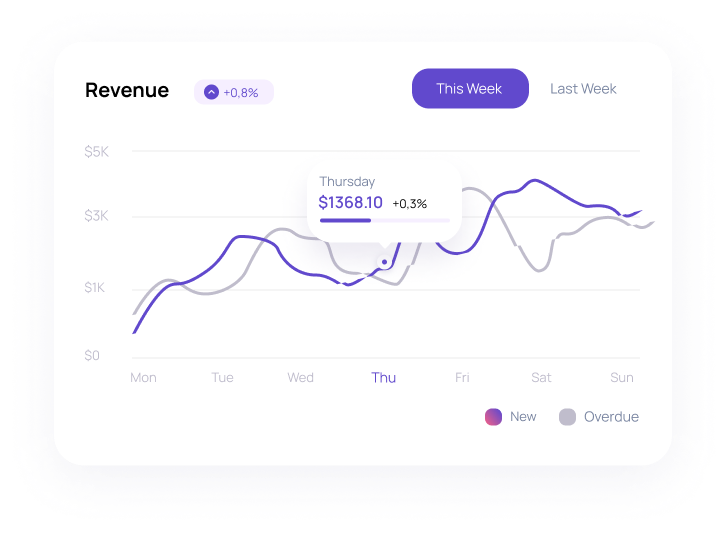 Revenue
+0,8%
This Week
Last Week
$5K
$3K
$1K
$0
Thursday
$1368.10 +0,3%
Mon Tue Wed Thu Fri Sat Sun
New Overdue